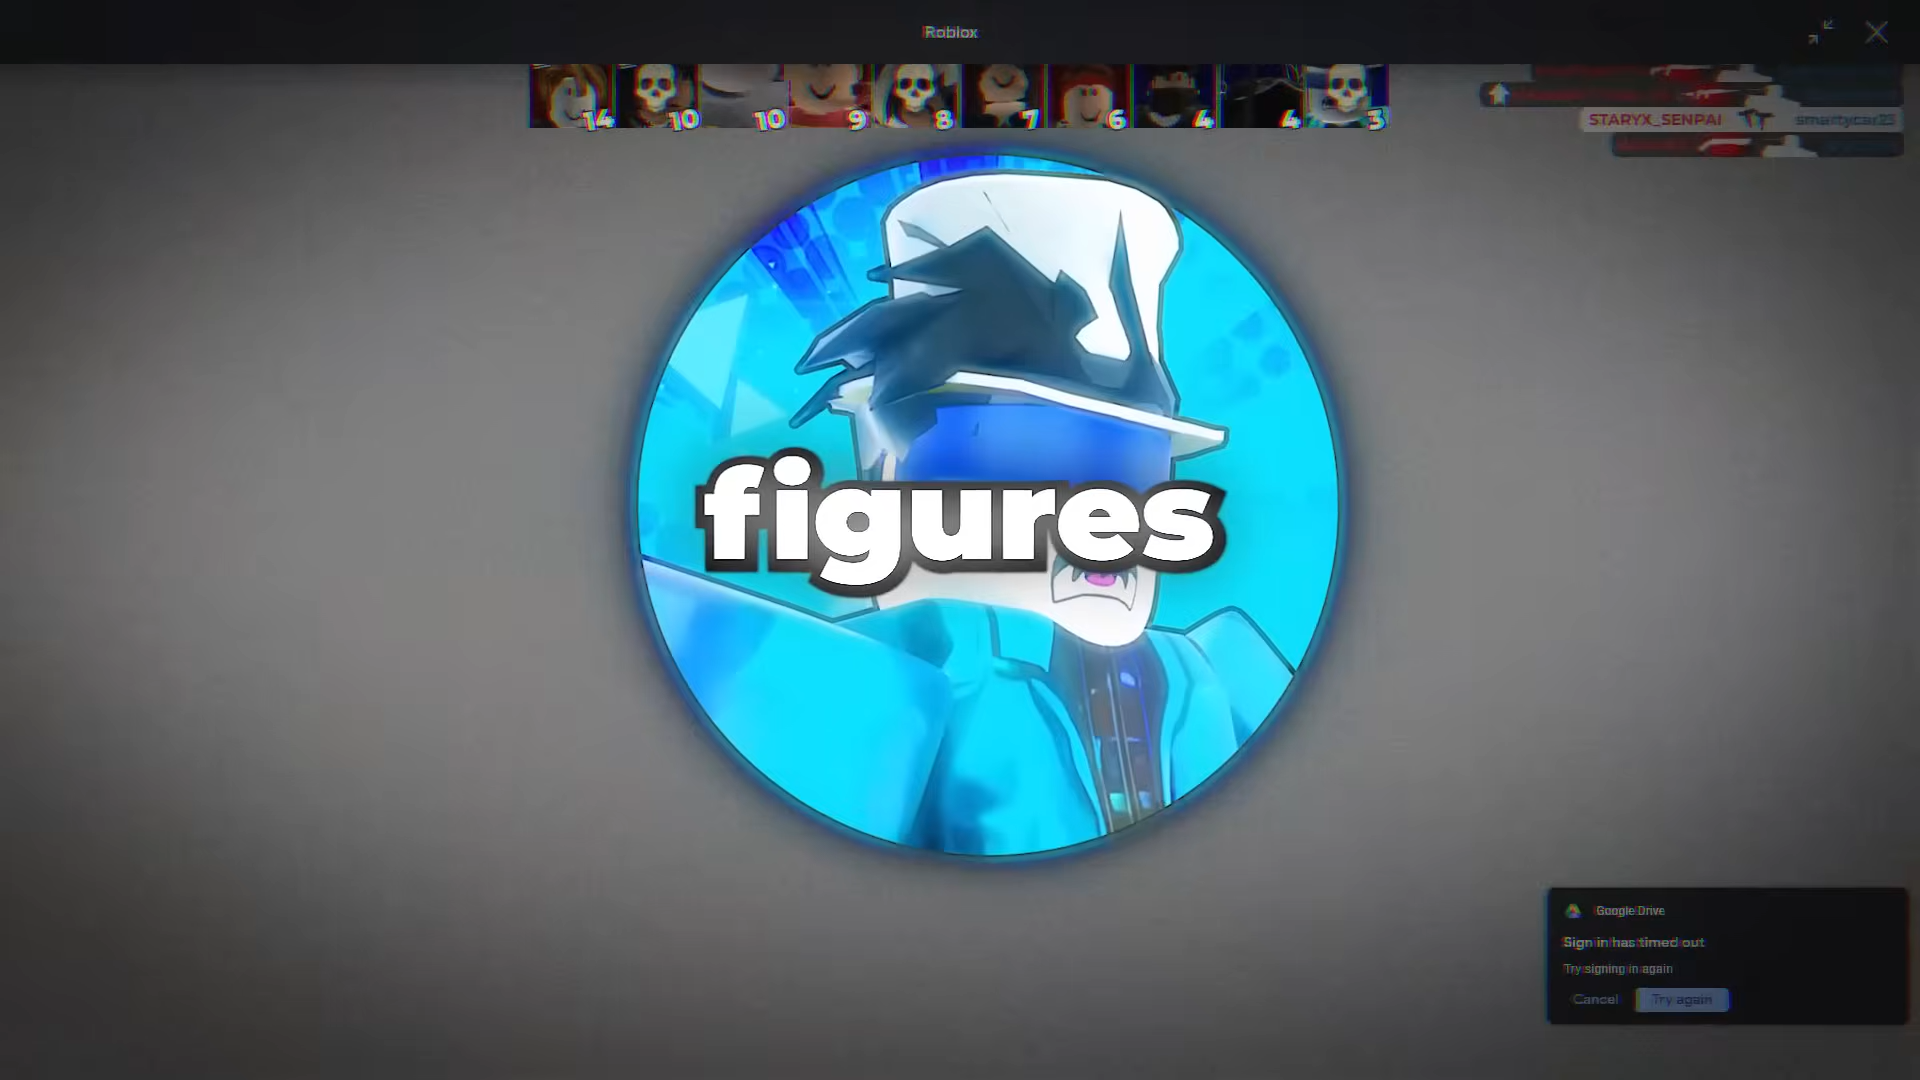 Roblox
14 10 10 9 8 7 6 4 4 3
STARYX_SENPAI smartycar23
figures
Google Drive
Sign in has timed out
Try signing in again
Cancel Try again